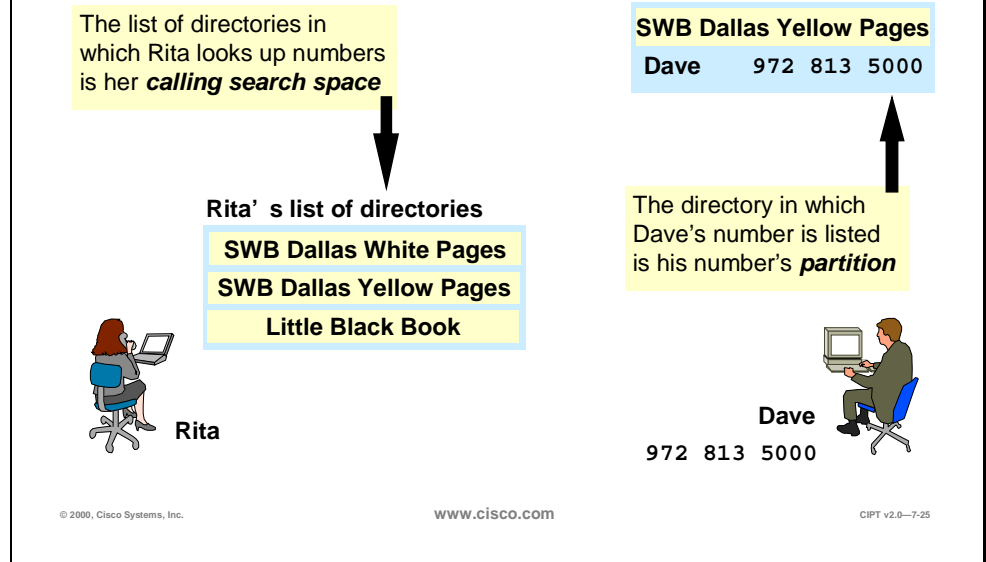 The list of directories in
which Rita looks up numbers
is her calling search space
SWB Dallas Yellow Pages
Dave 972 813 5000
Rita’ s list of directories
SWB Dallas White Pages
SWB Dallas Yellow Pages
Little Black Book
The directory in which
Dave’s number is listed
is his number’s partition
Rita
Dave
972 813 5000
© 2000, Cisco Systems, Inc.
www.cisco.com
CIPT v2.0—7-25